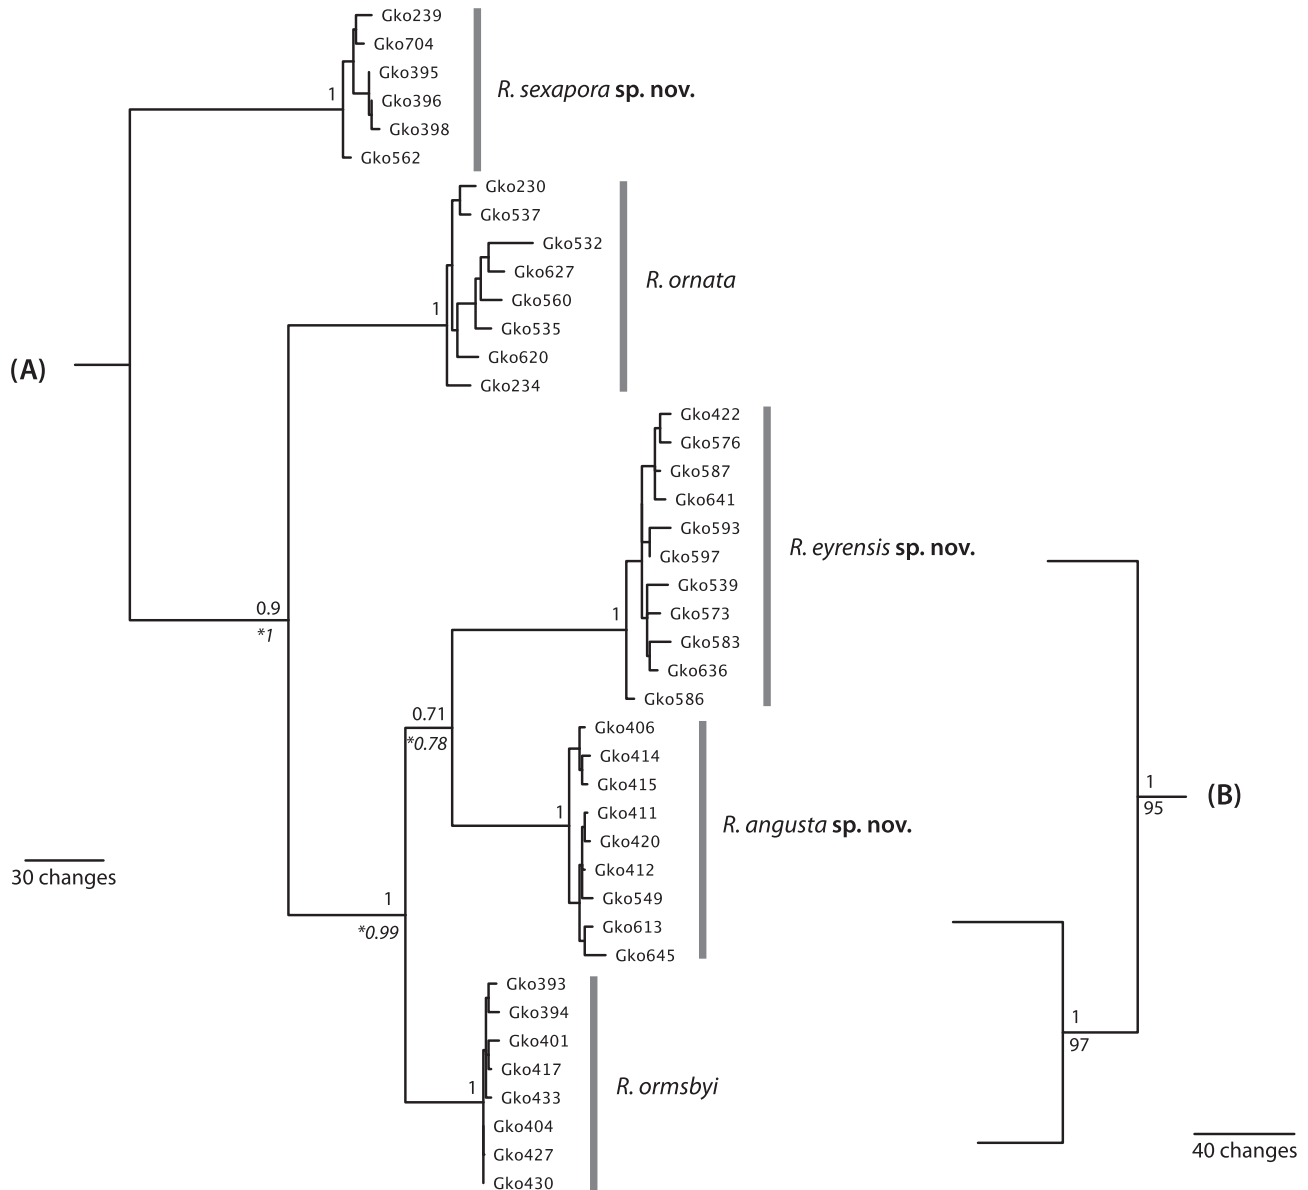 Gko239
Gko704
Gko395
1
R. sexapora sp. nov.
Gko396
Gko398
Gko562
Gko230
Gko537
Gko532
Gko627
R. ornata
Gko560
1
Gko535
Gko620
(A)
Gko234
Gko422
Gko576
Gko587
Gko641
Gko593
R. eyrensis sp. nov.
Gko597
Gko539
0.9
1
Gko573
*1
Gko583
Gko636
Gko586
0.71
Gko406
*0.78
Gko414
Gko415
1
(B)
95
1
Gko411
R. angusta sp. nov.
Gko420
Gko412
30 changes
1
Gko549
*0.99
Gko613
Gko645
Gko393
Gko394
1
97
Gko401
Gko417
1
R. ormsbyi
Gko433
Gko404
Gko427
40 changes
Gko430